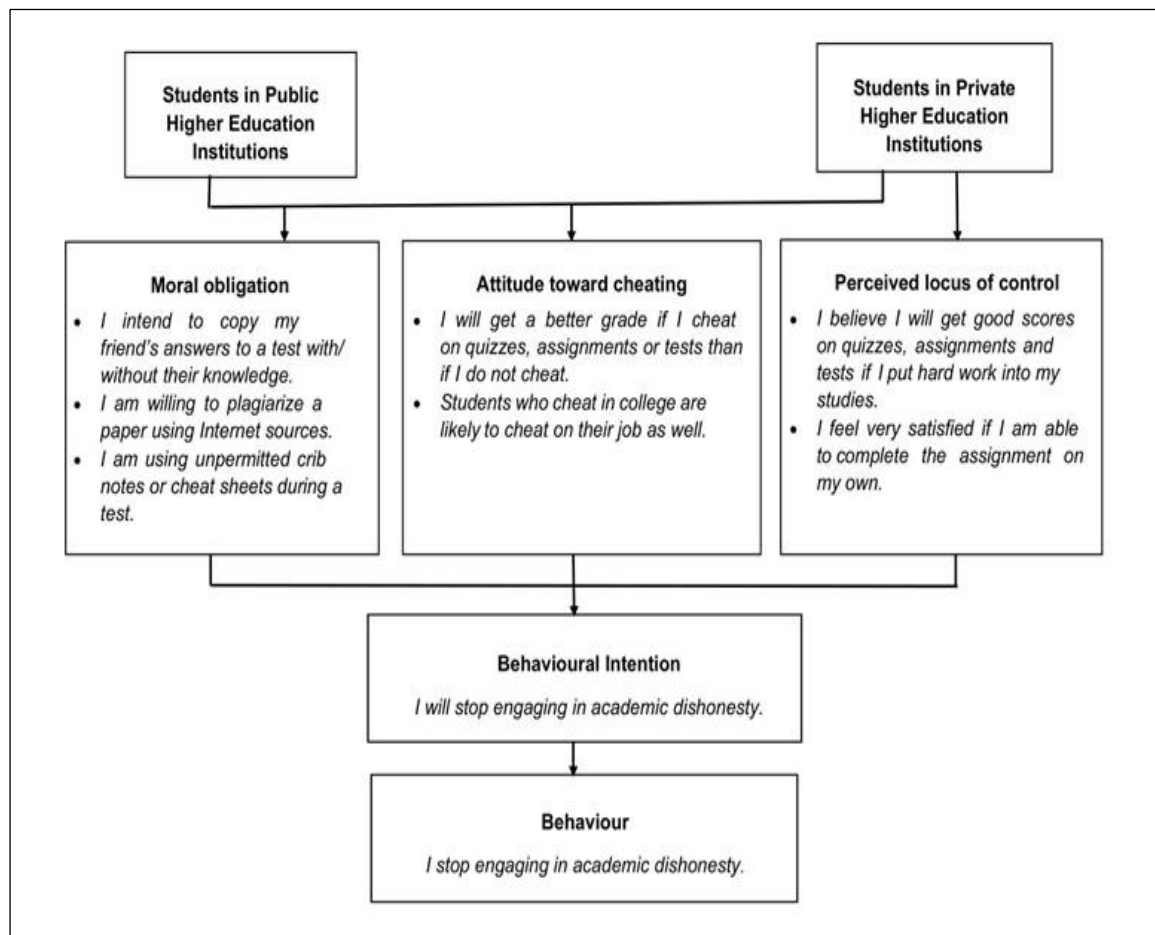 Students in Public
Higher Education
Institutions
Students in Private
Higher Education
Institutions
Moral obligation
• I intend to copy my
friend's answers to a test with/
without their knowledge.
• I am willing to plagiarize a
paper using Internet sources.
• I am using unpermitted crib
notes or cheat sheets during a
test.
Attitude toward cheating
• I will get a better grade if I cheat
on quizzes, assignments or tests than
if I do not cheat.
• Students who cheat in college are
likely to cheat on their job as well.
Perceived locus of control
• I believe I will get good scores
on quizzes, assignments and
tests if I put hard work into my
studies.
• I feel very satisfied if I am able
to complete the assignment on
my own.
Behavioural Intention
I will stop engaging in academic dishonesty.
Behaviour
I stop engaging in academic dishonesty.